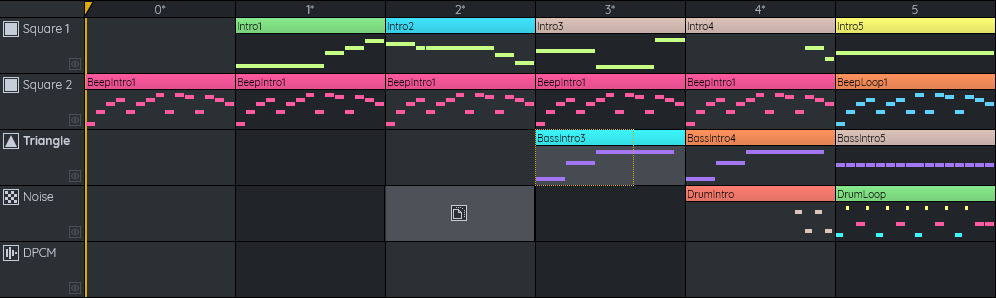 0* 1* 2* 3* 4* 5
Square 1 Intro1 Intro2 Intro3 Intro4 Intro5
Square 2 BeepIntro1 BeepIntro1 BeepIntro1 BeepIntro1 BeepIntro1 BeepLoop1
Triangle BassIntro3 BassIntro4 BassIntro5
Noise DrumIntro DrumLoop
DPCM